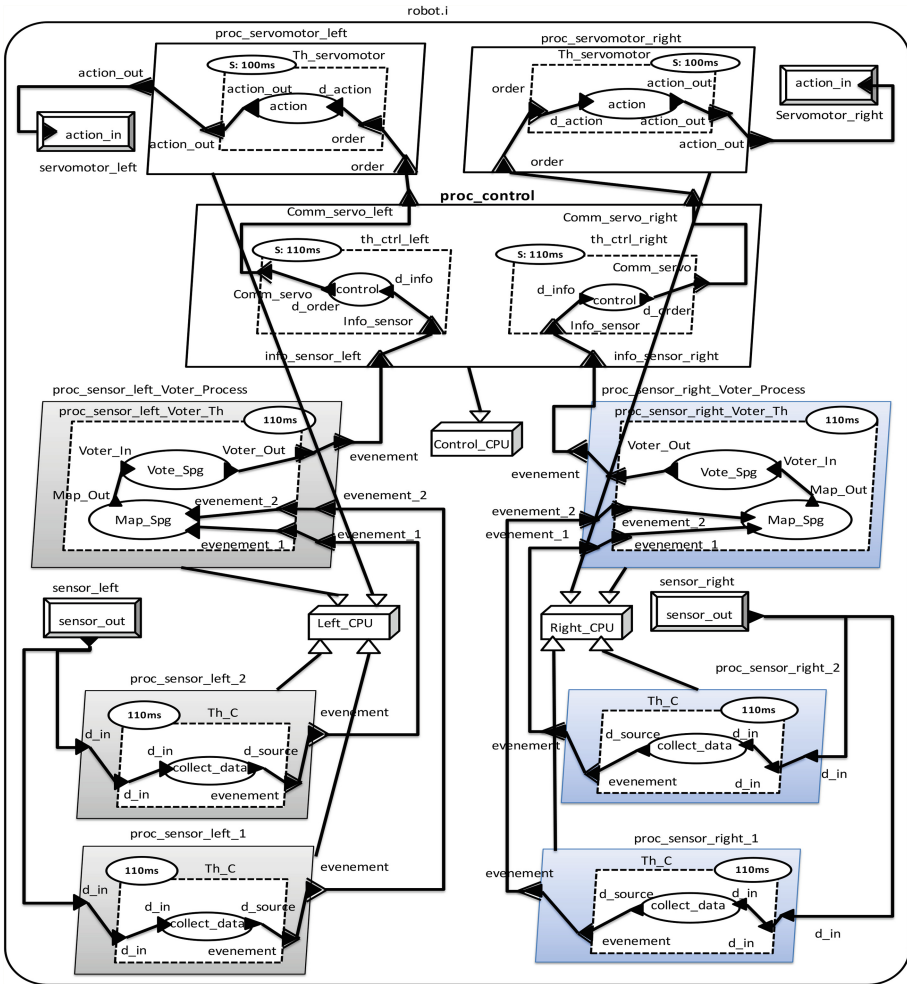 robot.i
proc_servomotor_left
Th_servomotor
S: 100ms
action_out
action_out
d_action
action
action_in
action_out
order
servomotor_left
order
proc_servomotor_right
Th_servomotor
S: 100ms
order
action_out
action
d_action
action_out
action_in
Servomotor_right
action_out
order
proc_control
Comm_servo_left
Comm_servo_right
th_ctrl_left
S: 110ms
Comm_servo
d_info
control
d_order
Info_sensor
info_sensor_left
th_ctrl_right
S: 110ms
Comm_servo
d_info
control
d_order
Info_sensor
info_sensor_right
proc_sensor_left_Voter_Process
proc_sensor_left_Voter_Th
110ms
Voter_In
Voter_Out
Vote_Spg
evenement
Map_Out
evenement_2
evenement_2
Map_Spg
evenement_1
evenement_1
Control_CPU
proc_sensor_right_Voter_Process
proc_sensor_right_Voter_Th
110ms
Voter_Out
Voter_In
Vote_Spg
evenement
Map_Out
evenement_2
evenement_2
Map_Spg
evenement_1
evenement_1
sensor_left
sensor_out
Left_CPU
sensor_right
sensor_out
Right_CPU
proc_sensor_left_2
110ms
Th_C
evenement
d_in
d_in
d_source
collect_data
d_in
evenement
proc_sensor_right_2
Th_C
110ms
evenement
d_source
d_in
collect_data
evenement
d_in
d_in
proc_sensor_left_1
110ms
Th_C
evenement
d_in
d_in
d_source
collect_data
d_in
evenement
proc_sensor_right_1
Th_C
110ms
evenement
d_source
d_in
collect_data
evenement
d_in
d_in